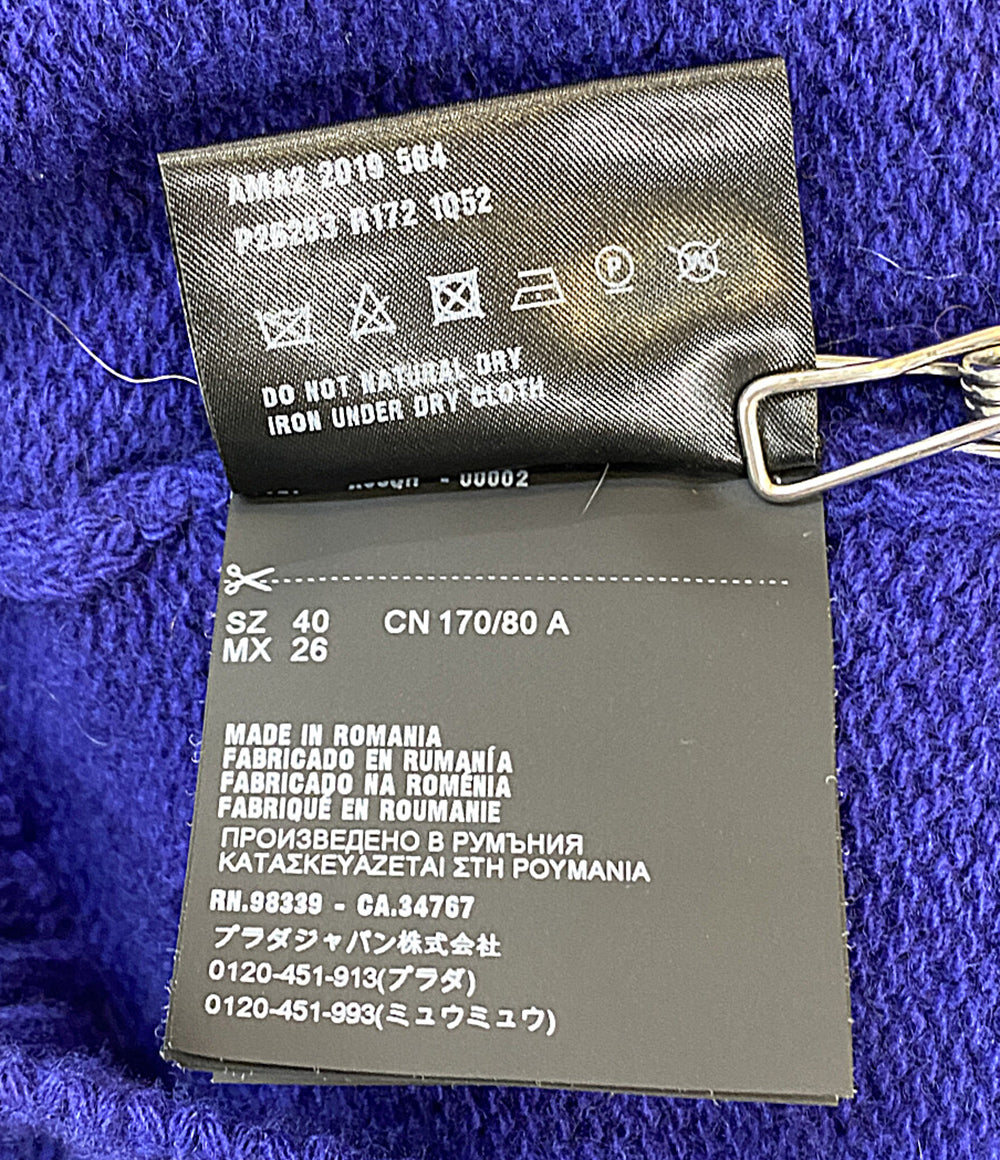 AMA2 2019 564
P26283 R172 1Q52
P
W
DO NOT NATURAL DRY
IRON UNDER DRY CLOTH
- 00002
SZ 40 CN 170/80 A
MX 26
MADE IN ROMANIA
FABRICADO EN RUMANÍA
FABRICADO NA ROMÊNIA
FABRIQUÉ EN ROUMANIE
ПРОИЗВЕДЕНО В РУМЪНИЯ
ΚΑΤΑΣΚΕΥΑΖΕΤΑΙ ΣΤΗ ΡΟΥΜΑΝΙΑ
RN.98339 - CA.34767
プラダジャパン株式会社
0120-451-913(プラダ)
0120-451-993(ミュウミュウ)